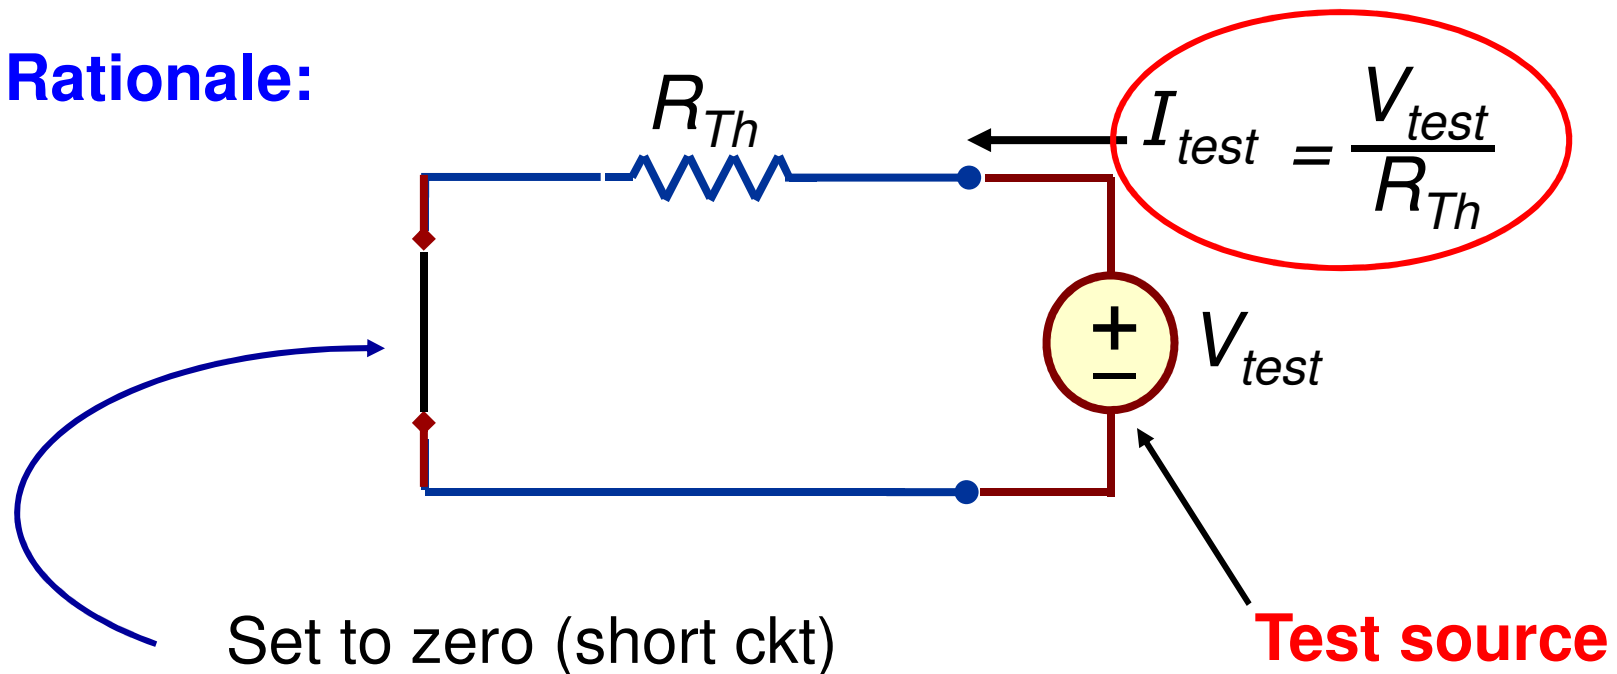 Rationale:
R_Th
I_test = V_test / R_Th
+
−
V_test
Set to zero (short ckt)
Test source